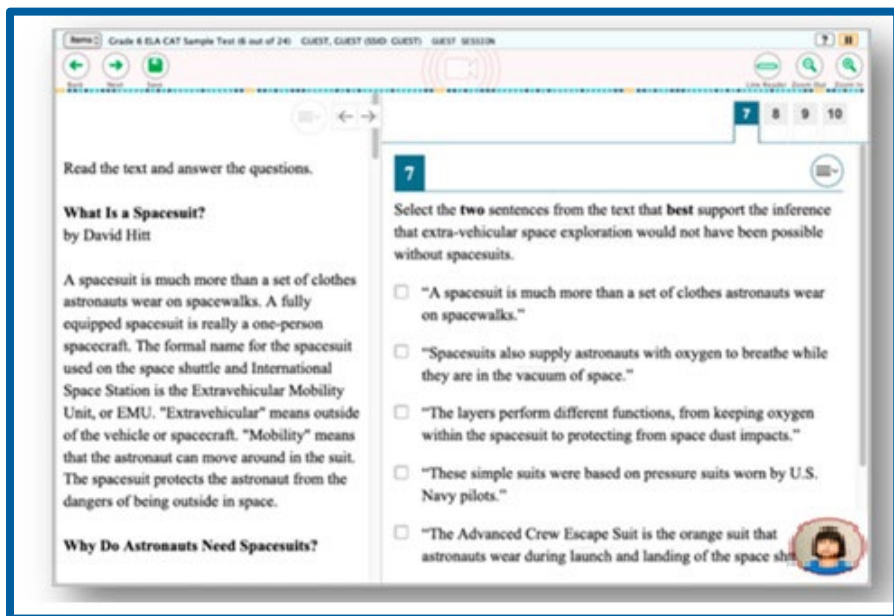 Items
Grade 6 ELA CAT Sample Test (6 out of 24) GUEST, GUEST (SSID: GUEST) GUEST SESSION
?
Back Next Save
Line Reader Zoom Out Zoom In
7 8 9 10
Read the text and answer the questions.
What Is a Spacesuit?
by David Hitt
A spacesuit is much more than a set of clothes
astronauts wear on spacewalks. A fully
equipped spacesuit is really a one-person
spacecraft. The formal name for the spacesuit
used on the space shuttle and International
Space Station is the Extravehicular Mobility
Unit, or EMU. "Extravehicular" means outside
of the vehicle or spacecraft. "Mobility" means
that the astronaut can move around in the suit.
The spacesuit protects the astronaut from the
dangers of being outside in space.
Why Do Astronauts Need Spacesuits?
7
Select the two sentences from the text that best support the inference
that extra-vehicular space exploration would not have been possible
without spacesuits.
“A spacesuit is much more than a set of clothes astronauts wear
on spacewalks.”
“Spacesuits also supply astronauts with oxygen to breathe while
they are in the vacuum of space.”
“The layers perform different functions, from keeping oxygen
within the spacesuit to protecting from space dust impacts.”
“These simple suits were based on pressure suits worn by U.S.
Navy pilots.”
“The Advanced Crew Escape Suit is the orange suit that
astronauts wear during launch and landing of the space